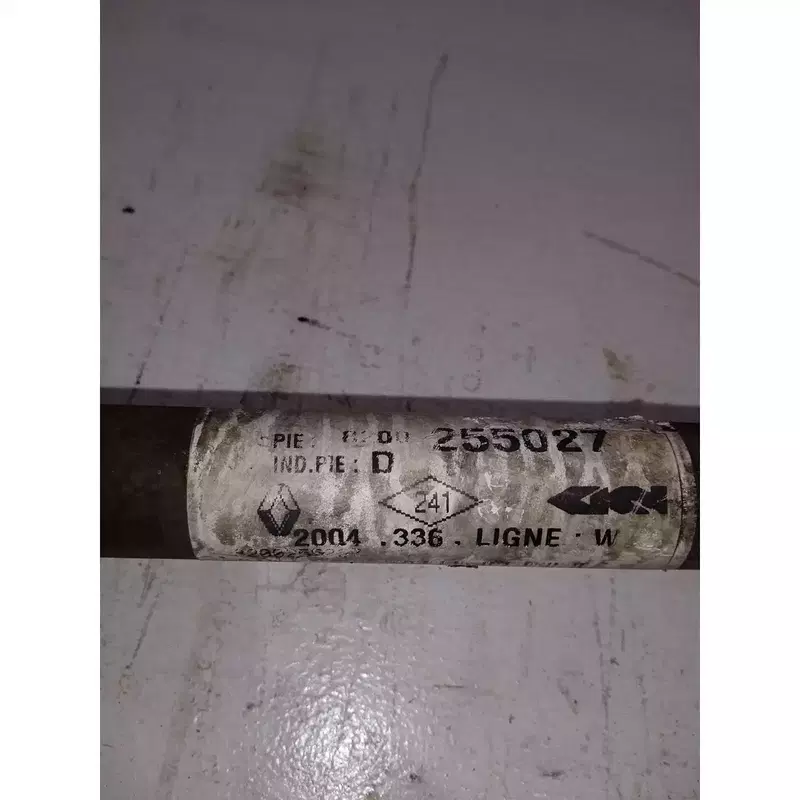 PIE: 8200 255027
IND.PIE: D
241
2004 .336. LIGNE: W